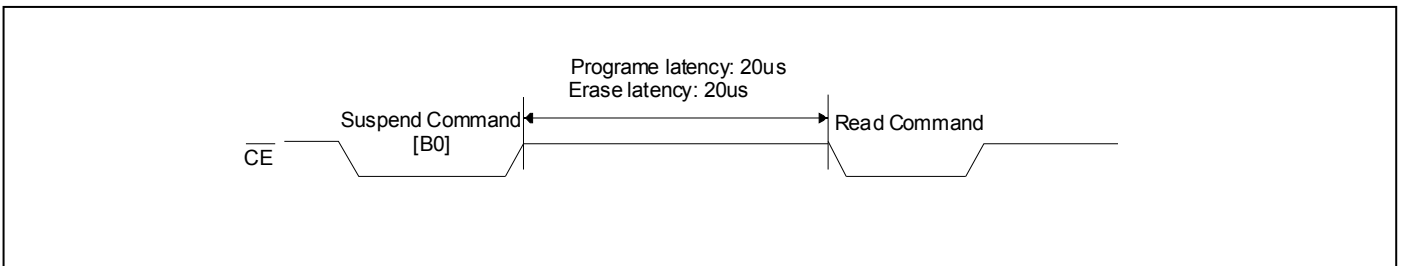 Programe latency: 20us
Erase latency: 20us
Suspend Command
[B0]
Read Command
CE